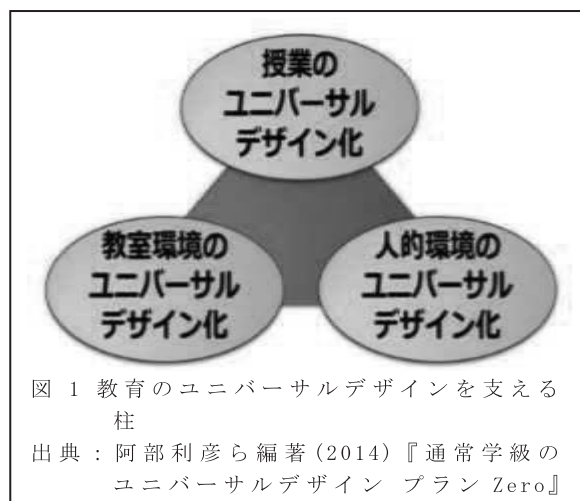 授業の
ユニバーサル
デザイン化
教室環境の
ユニバーサル
デザイン化
人的環境の
ユニバーサル
デザイン化
図 1 教育のユニバーサルデザインを支える
柱
出典：阿部利彦ら編著(2014)『通常学級の
ユニバーサルデザイン プラン Zero』